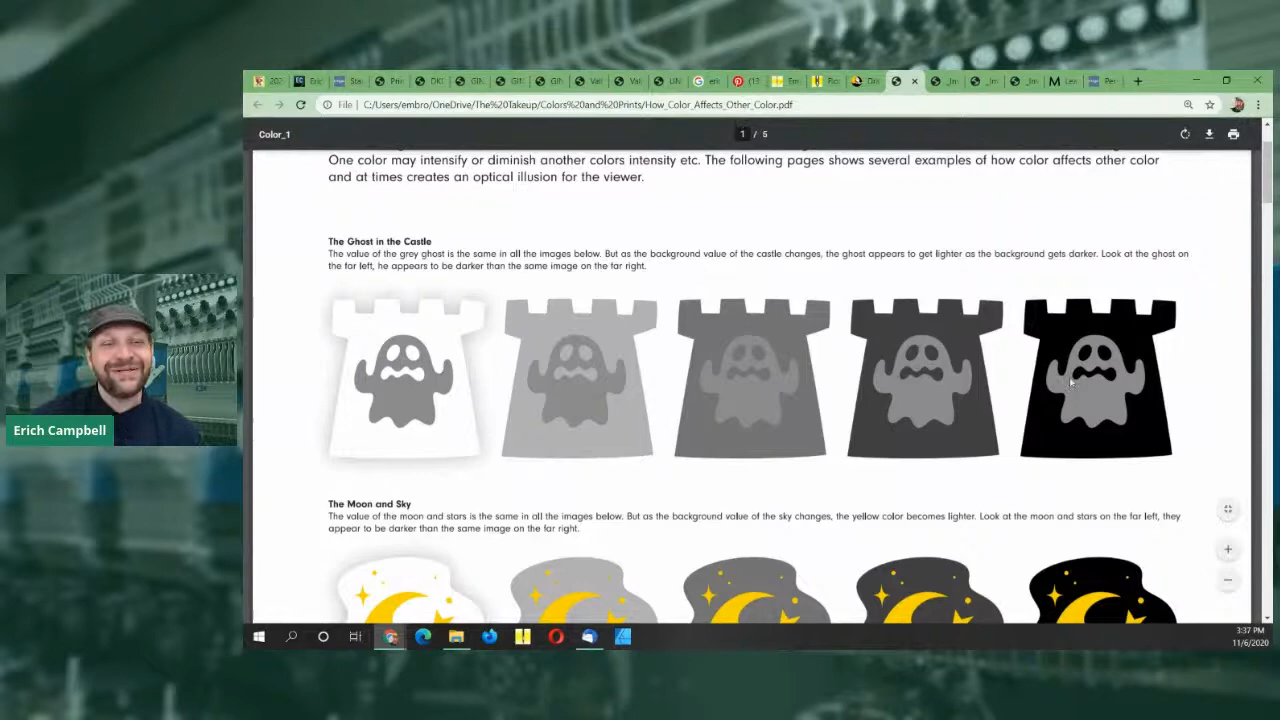 Eric
Star
Prin
UN
File | C:/Users/embro/OneDrive/The%20Takeup/Colors%20and%20Prints/How_Color_Affects_Other_Color.pdf
Color_1
1 / 5
One color may intensify or diminish another colors intensity etc. The following pages shows several examples of how color affects other color
and at times creates an optical illusion for the viewer.
The Ghost in the Castle
The value of the grey ghost is the same in all the images below. But as the background value of the castle changes, the ghost appears to get lighter as the background gets darker. Look at the ghost on
the far left, he appears to be darker than the same image on the far right.
Erich Campbell
The Moon and Sky
The value of the moon and stars is the same in all the images below. But as the background value of the sky changes, the yellow color becomes lighter. Look at the moon and stars on the far left, they
appear to be darker than the same image on the far right.
3:37 PM
11/6/2020